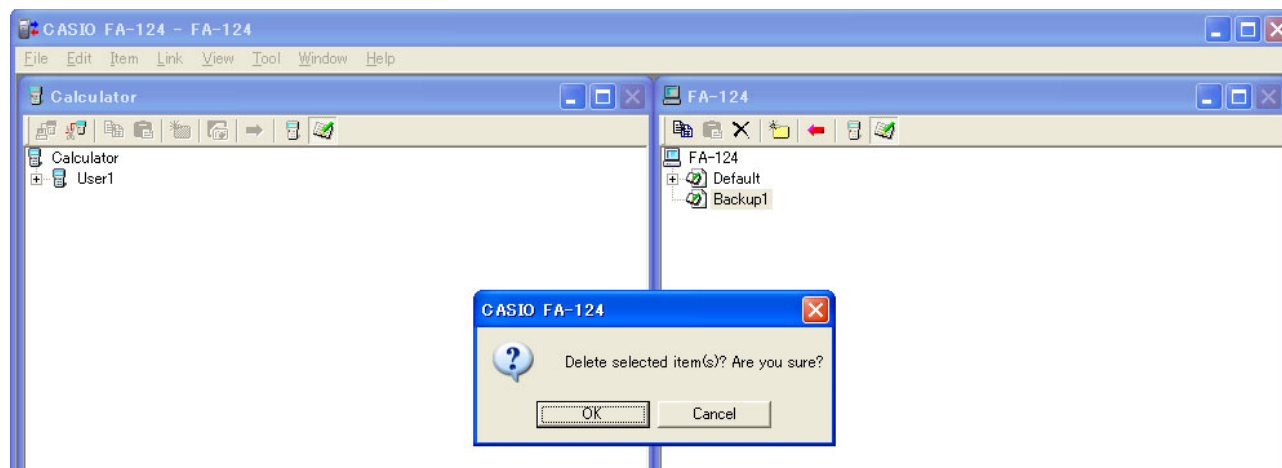 CASIO FA-124 - FA-124
File Edit Item Link View Tool Window Help
Calculator
Calculator
User1
FA-124
FA-124
Default
Backup1
CASIO FA-124
Delete selected item(s)? Are you sure?
OK Cancel